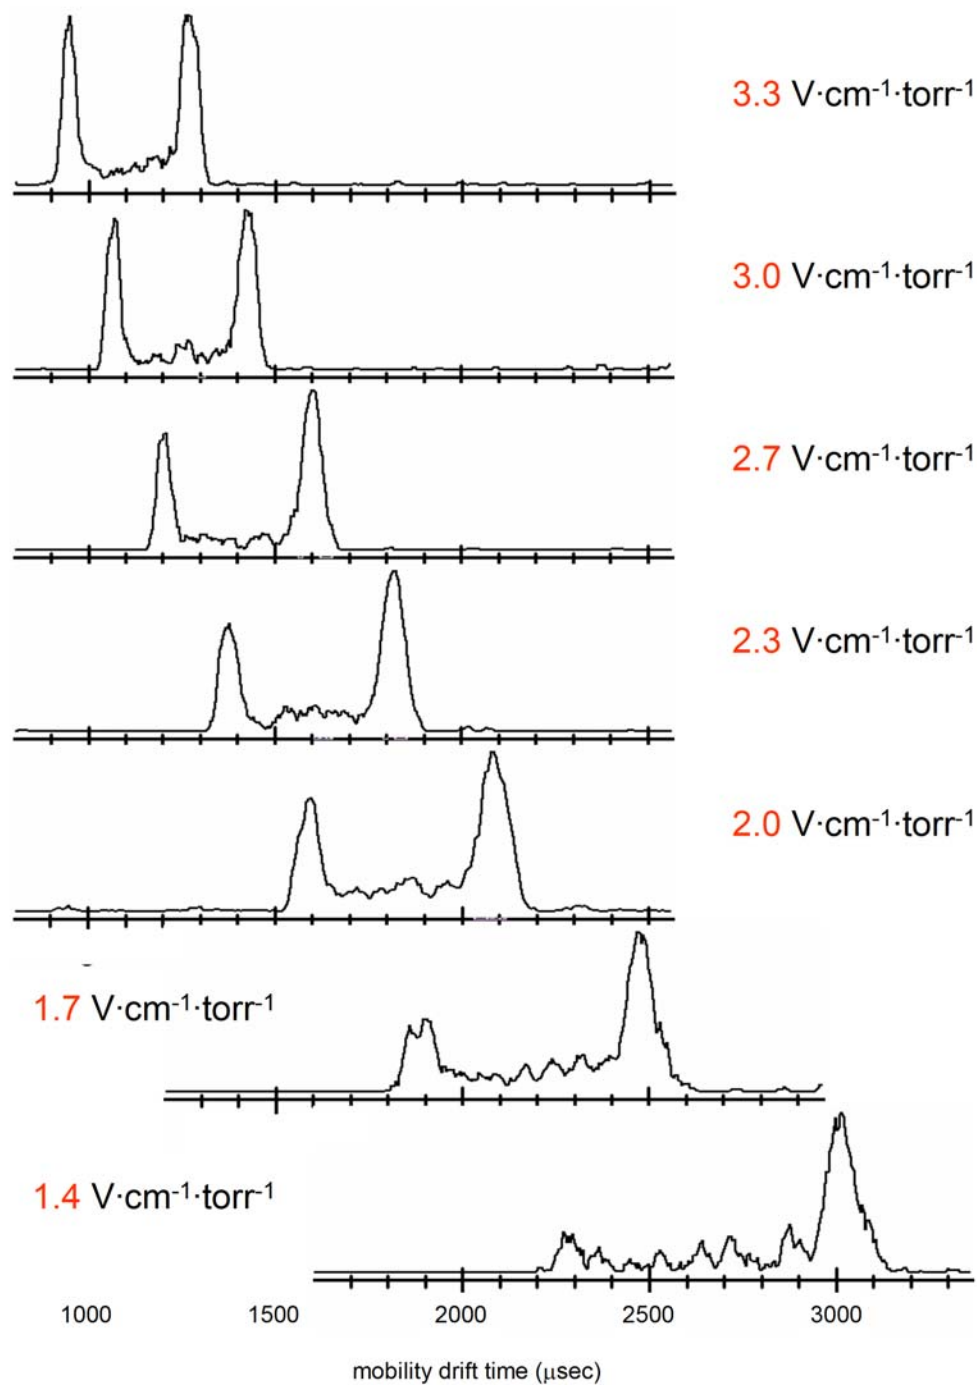 3.3 V·cm⁻¹·torr⁻¹
3.0 V·cm⁻¹·torr⁻¹
2.7 V·cm⁻¹·torr⁻¹
2.3 V·cm⁻¹·torr⁻¹
2.0 V·cm⁻¹·torr⁻¹
1.7 V·cm⁻¹·torr⁻¹
1.4 V·cm⁻¹·torr⁻¹
1000 1500 2000 2500 3000
mobility drift time (μsec)